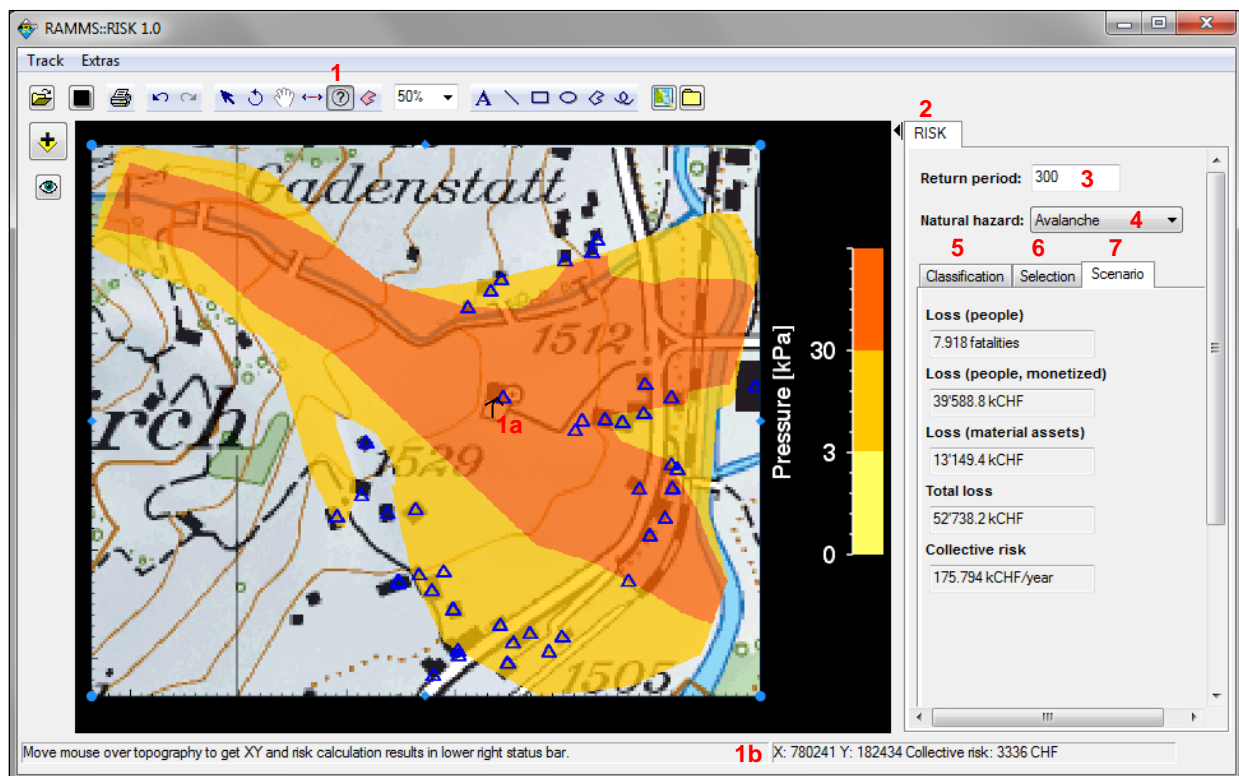 RAMMS::RISK 1.0
Track Extras
1
50%
A
2
RISK
Return period: 300 3
Natural hazard: Avalanche 4
5 6 7
Classification Selection Scenario
Loss (people)
7.918 fatalities
Loss (people, monetized)
39'588.8 kCHF
Loss (material assets)
13'149.4 kCHF
Total loss
52'738.2 kCHF
Collective risk
175.794 kCHF/year
Gadenstatt
1512
1a
rch
1529
1505
Pressure [kPa]
30
3
0
Move mouse over topography to get XY and risk calculation results in lower right status bar.
1b
X: 780241 Y: 182434 Collective risk: 3336 CHF